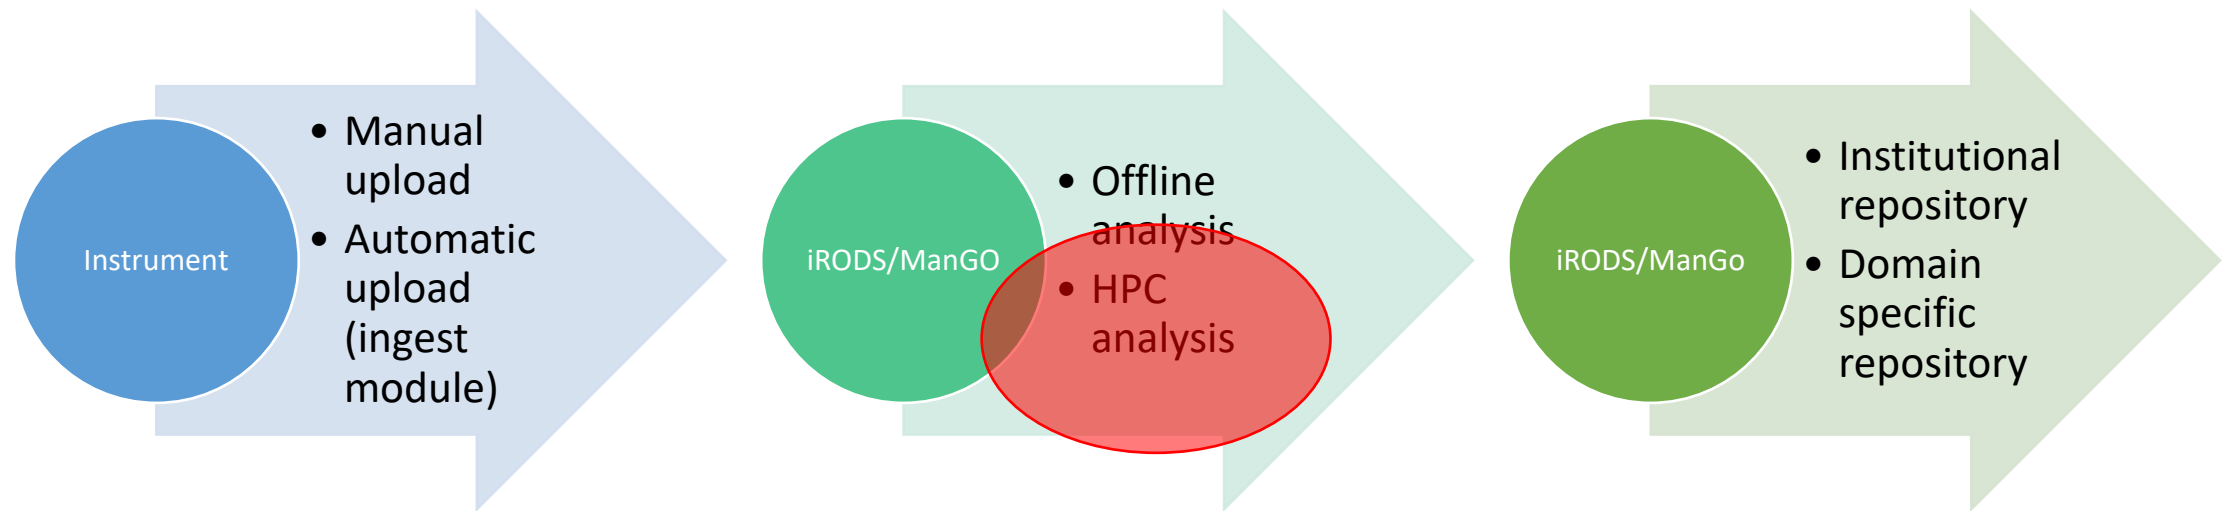 Instrument
• Manual
upload
• Automatic
upload
(ingest
module)
iRODS/ManGO
• Offline
analysis
• HPC
analysis
iRODS/ManGo
• Institutional
repository
• Domain
specific
repository